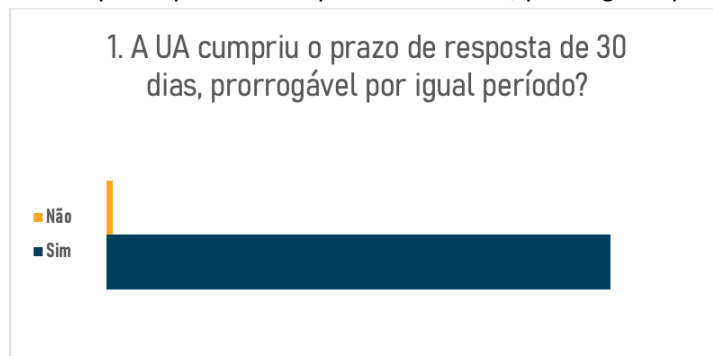 1. A UA cumpriu o prazo de resposta de 30
dias, prorrogável por igual período?
Não
Sim